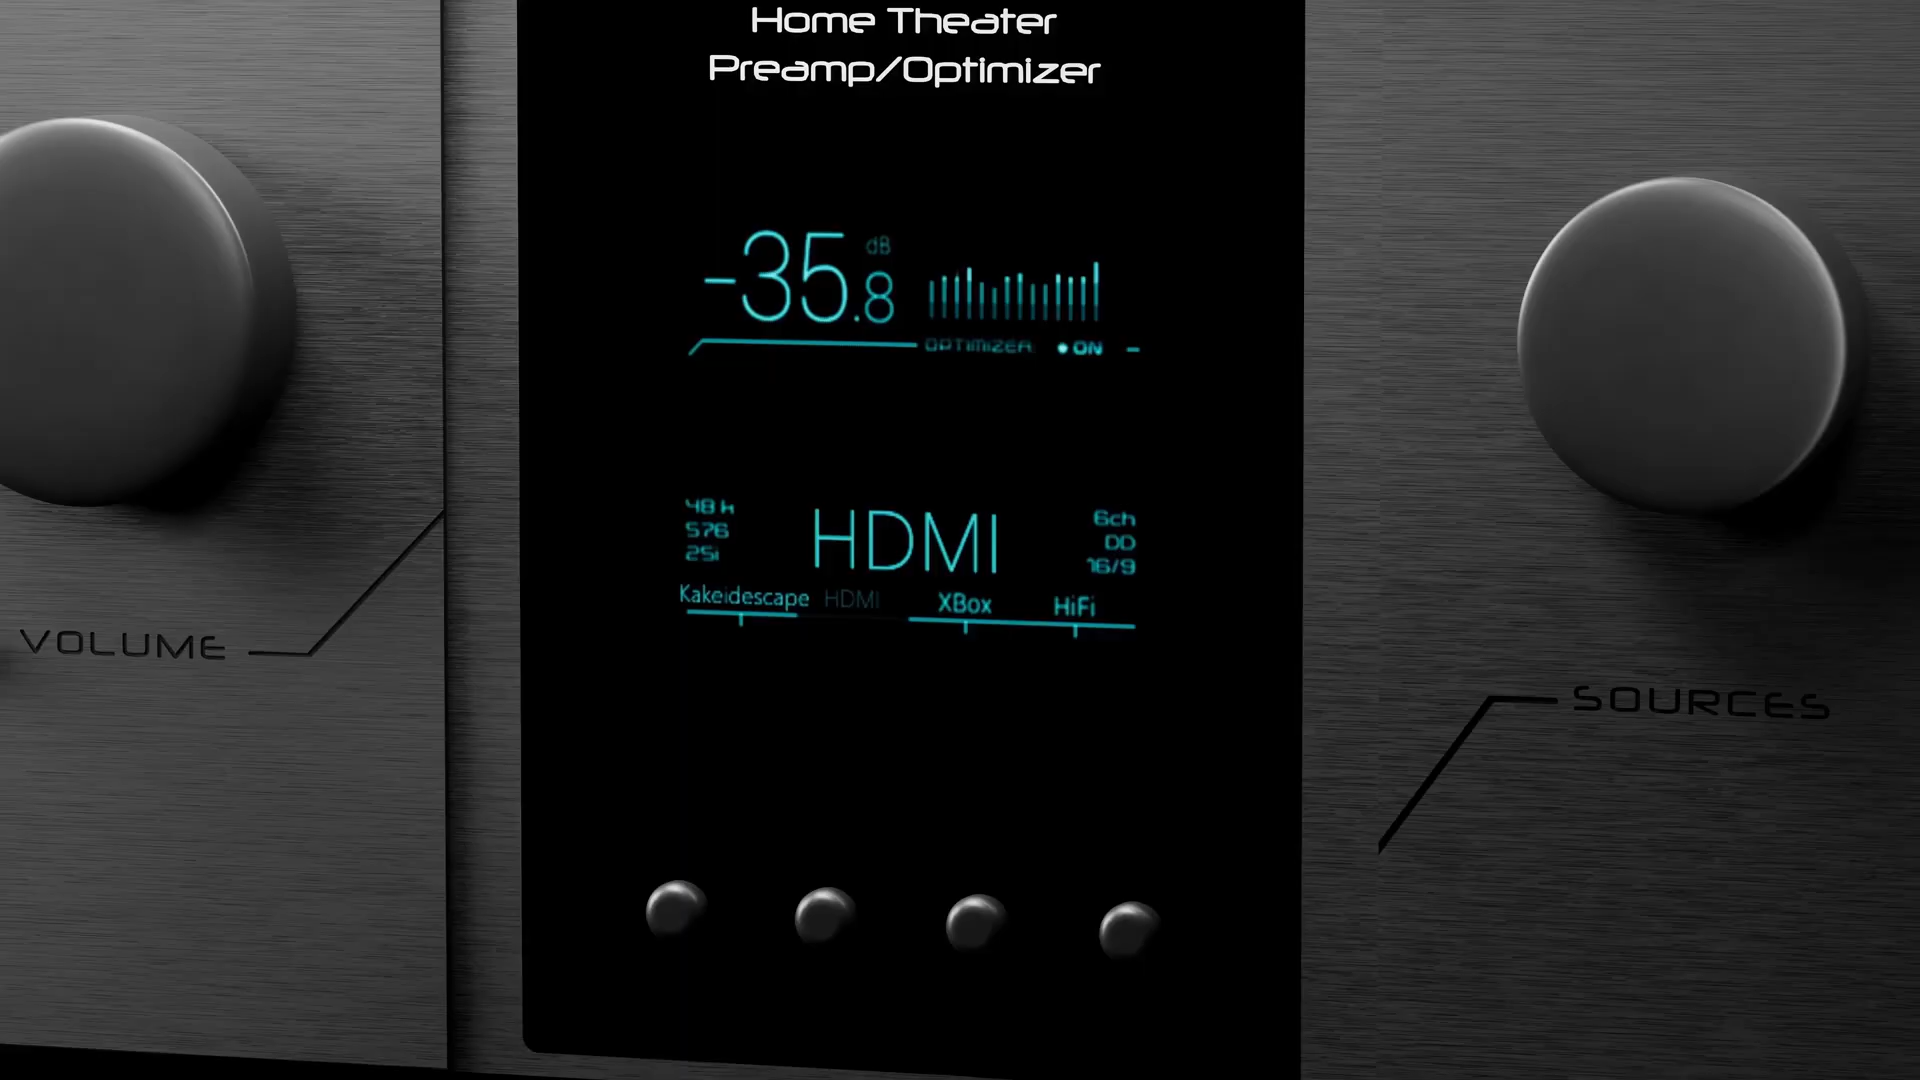 Home Theater
Preamp/Optimizer
-35.8 dB
OPTIMIZER ON
48 k
576
25i
HDMI
6ch
DD
16/9
Kakeidescape HDMI XBox HiFi
VOLUME
SOURCES